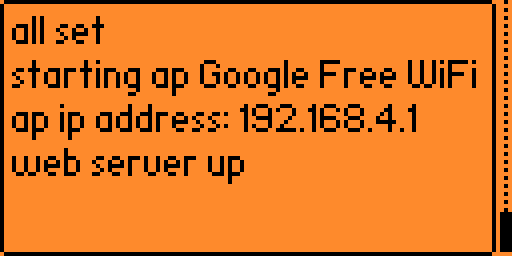 all set
starting ap Google Free WiFi
ap ip address: 192.168.4.1
web server up